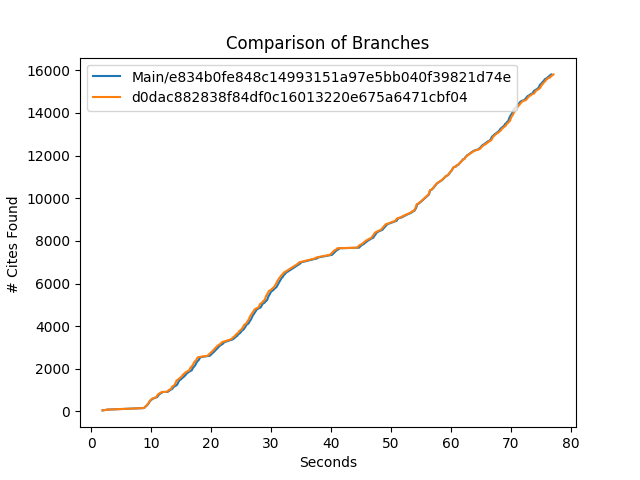 Comparison of Branches
Main/e834b0fe848c14993151a97e5bb040f39821d74e
d0dac882838f84df0c16013220e675a6471cbf04
# Cites Found
16000
14000
12000
10000
8000
6000
4000
2000
0
0 10 20 30 40 50 60 70 80
Seconds